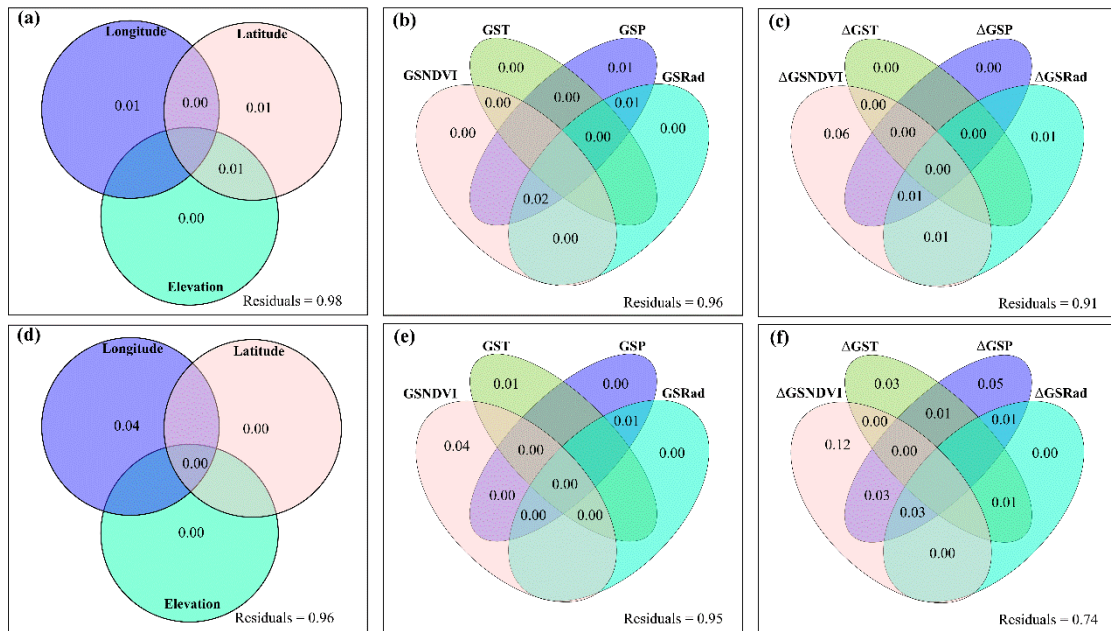 (a)
Longitude
Latitude
0.01
0.00
0.01
0.01
0.00
Elevation
Residuals = 0.98
(b)
GST
GSP
GSNDVI
GSRad
0.00
0.01
0.00
0.00
0.01
0.00
0.00
0.00
0.02
0.00
Residuals = 0.96
(c)
ΔGST
ΔGSP
ΔGSNDVI
ΔGSRad
0.00
0.00
0.00
0.06
0.00
0.00
0.01
0.00
0.01
0.01
Residuals = 0.91
(d)
Longitude
Latitude
0.04
0.00
0.00
0.00
Elevation
Residuals = 0.96
(e)
GST
GSP
GSNDVI
GSRad
0.01
0.00
0.01
0.04
0.00
0.00
0.00
0.00
0.00
0.00
Residuals = 0.95
(f)
ΔGST
ΔGSP
ΔGSNDVI
ΔGSRad
0.03
0.05
0.00
0.01
0.01
0.12
0.00
0.00
0.03
0.03
0.01
0.00
Residuals = 0.74